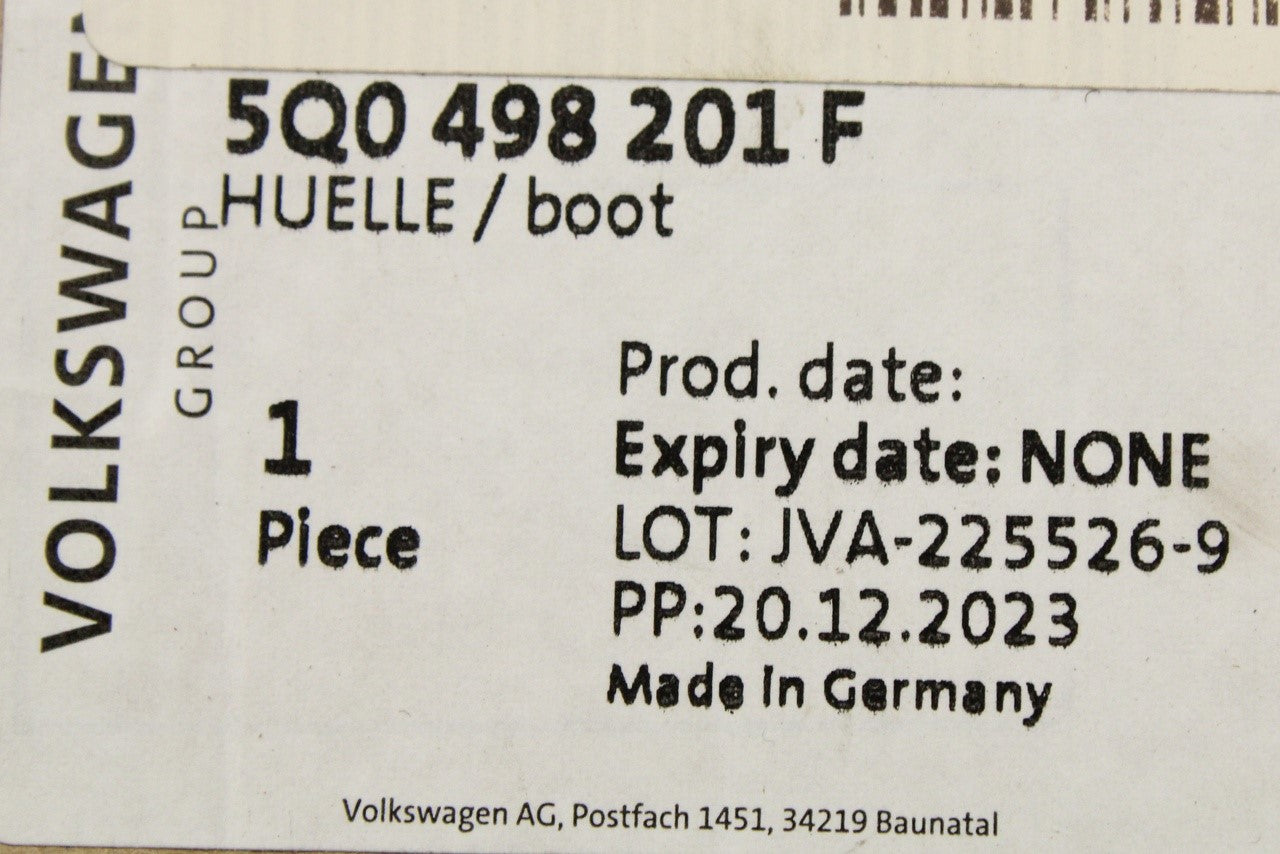 VOLKSWAGEN
GROUP
5Q0 498 201 F
HUELLE / boot
1
Piece
Prod. date:
Expiry date: NONE
LOT: JVA-225526-9
PP:20.12.2023
Made in Germany
Volkswagen AG, Postfach 1451, 34219 Baunatal